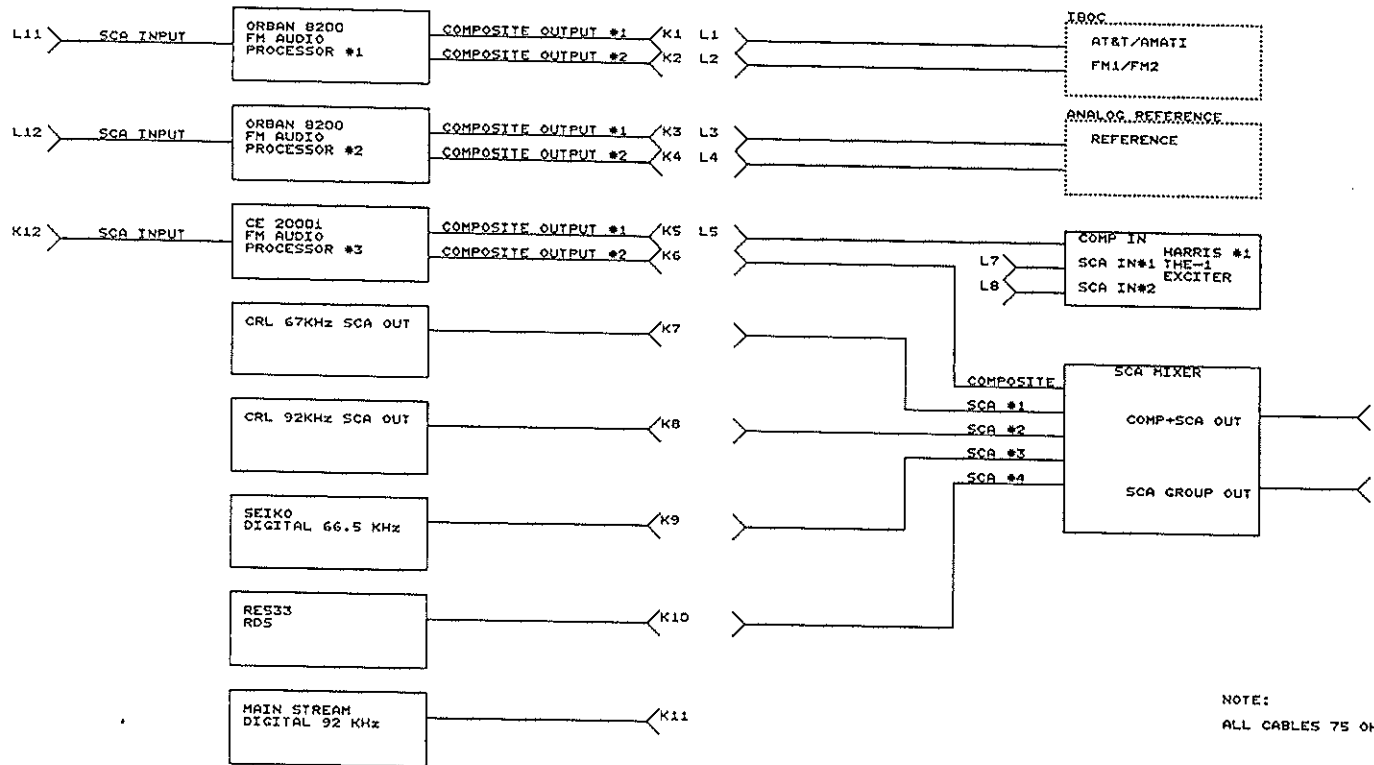 L11
SCA INPUT
ORBAN 8200
FM AUDIO
PROCESSOR #1
COMPOSITE OUTPUT #1
COMPOSITE OUTPUT #2
K1
K2
L1
L2
IBOC
AT&T/AMATI
FM1/FM2
L12
SCA INPUT
ORBAN 8200
FM AUDIO
PROCESSOR #2
COMPOSITE OUTPUT #1
COMPOSITE OUTPUT #2
K3
K4
L3
L4
ANALOG REFERENCE
REFERENCE
K12
SCA INPUT
CE 20001
FM AUDIO
PROCESSOR #3
COMPOSITE OUTPUT #1
COMPOSITE OUTPUT #2
K5
K6
L5
L7
L8
COMP IN
SCA IN#1
SCA IN#2
HARRIS #1
THE-1
EXCITER
CRL 67KHz SCA OUT
K7
CRL 92KHz SCA OUT
K8
COMPOSITE
SCA #1
SCA #2
SCA #3
SCA #4
SCA MIXER
COMP+SCA OUT
SCA GROUP OUT
SEIKO
DIGITAL 66.5 KHz
K9
RE533
RDS
K10
MAIN STREAM
DIGITAL 92 KHz
K11
NOTE:
ALL CABLES 75 OH